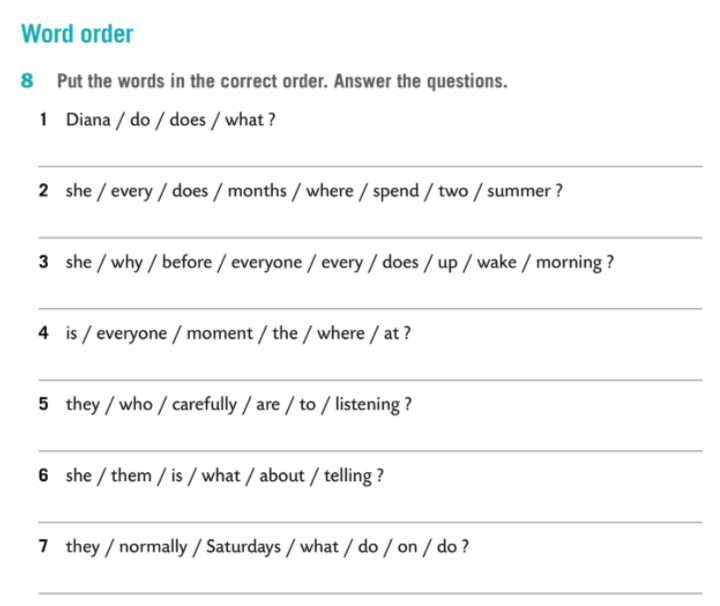 Word order
8 Put the words in the correct order. Answer the questions.
1 Diana / do / does / what ?
2 she / every / does / months / where / spend / two / summer ?
3 she / why / before / everyone / every / does / up / wake / morning ?
4 is / everyone / moment / the / where / at ?
5 they / who / carefully / are / to / listening ?
6 she / them / is / what / about / telling ?
7 they / normally / Saturdays / what / do / on / do ?